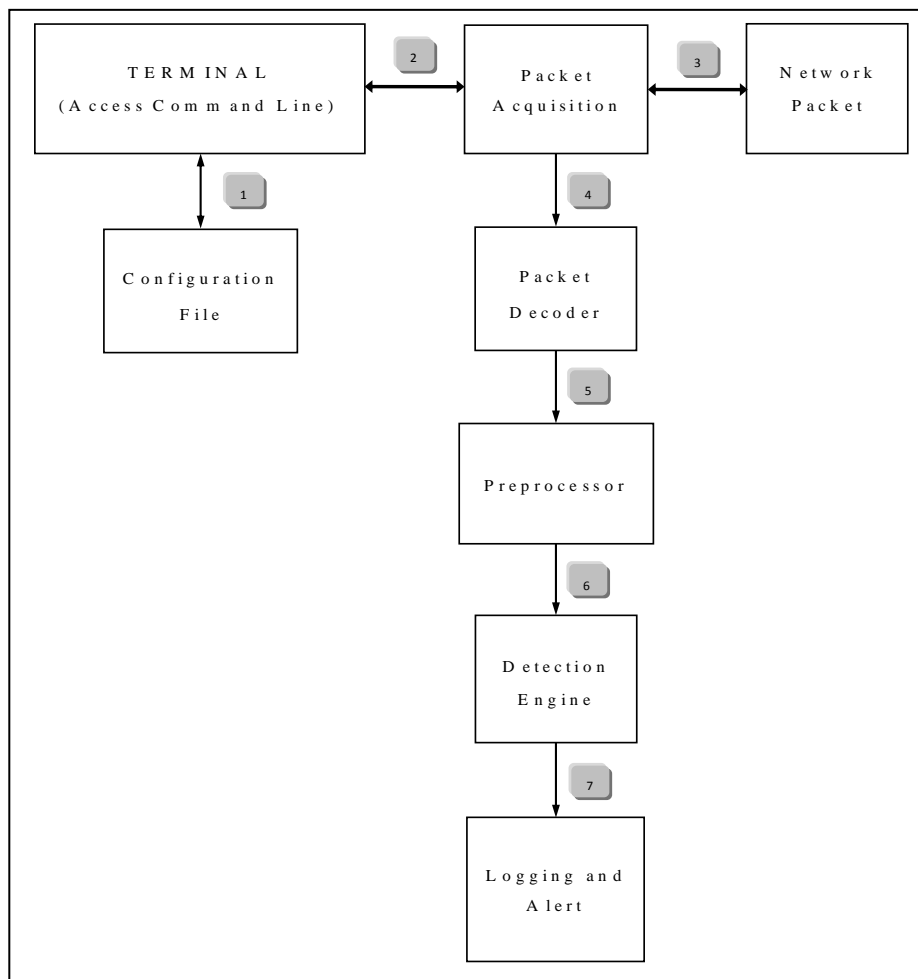 TERMINAL
(Access Command Line)
2
Packet
Acquisition
3
Network
Packet
1
4
Configuration
File
Packet
Decoder
5
Preprocessor
6
Detection
Engine
7
Logging and
Alert